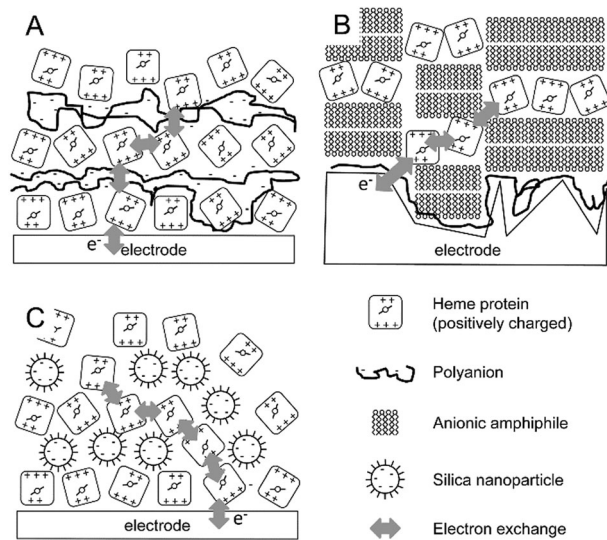 A
B
e-
electrode
e-
electrode
C
Heme protein
(positively charged)
Polyanion
Anionic amphiphile
Silica nanoparticle
Electron exchange
electrode
e-